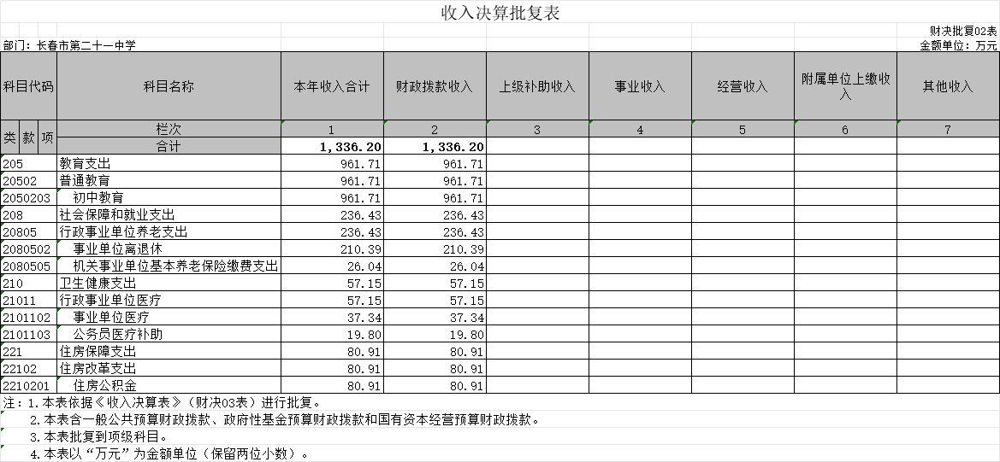 收入决算批复表
财决批复02表
部门：长春市第二十一中学 金额单位：万元
科目代码 科目名称 本年收入合计 财政拨款收入 上级补助收入 事业收入 经营收入 附属单位上缴收入 其他收入
类 款 项 栏次 1 2 3 4 5 6 7
合计 1,336.20 1,336.20
205 教育支出 961.71 961.71
20502 普通教育 961.71 961.71
2050203 初中教育 961.71 961.71
208 社会保障和就业支出 236.43 236.43
20805 行政事业单位养老支出 236.43 236.43
2080502 事业单位离退休 210.39 210.39
2080505 机关事业单位基本养老保险缴费支出 26.04 26.04
210 卫生健康支出 57.15 57.15
21011 行政事业单位医疗 57.15 57.15
2101102 事业单位医疗 37.34 37.34
2101103 公务员医疗补助 19.80 19.80
221 住房保障支出 80.91 80.91
22102 住房改革支出 80.91 80.91
2210201 住房公积金 80.91 80.91
注：1.本表依据《收入决算表》（财决03表）进行批复。
2.本表含一般公共预算财政拨款、政府性基金预算财政拨款和国有资本经营预算财政拨款。
3.本表批复到项级科目。
4.本表以“万元”为金额单位（保留两位小数）。